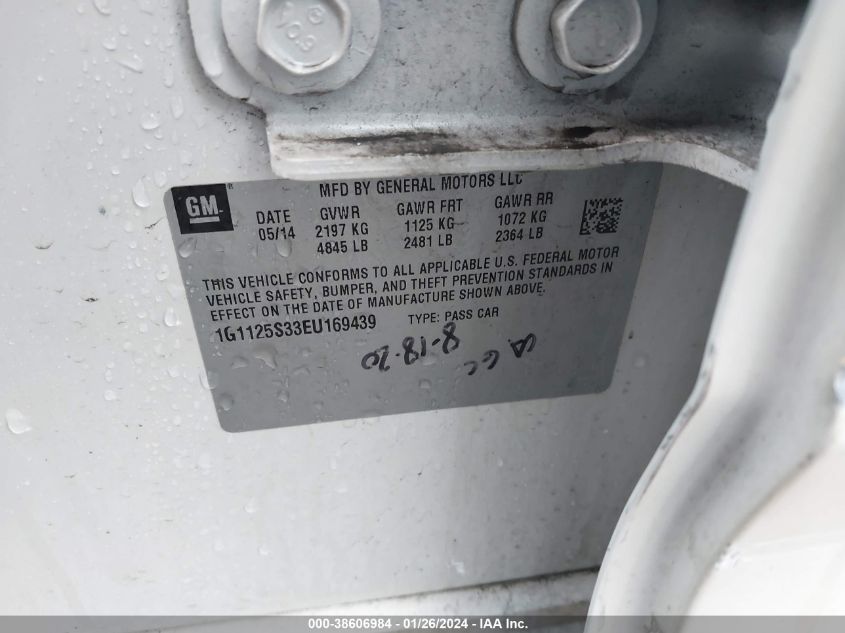 10.9
MFD BY GENERAL MOTORS LLC
GM ®
DATE GVWR GAWR FRT GAWR RR
05/14 2197 KG 1125 KG 1072 KG
4845 LB 2481 LB 2364 LB
THIS VEHICLE CONFORMS TO ALL APPLICABLE U.S. FEDERAL MOTOR
VEHICLE SAFETY, BUMPER, AND THEFT PREVENTION STANDARDS IN
EFFECT ON THE DATE OF MANUFACTURE SHOWN ABOVE.
1G1125S33EU169439 TYPE: PASS CAR
8-18-20
000-38606984 - 01/26/2024 - IAA Inc.